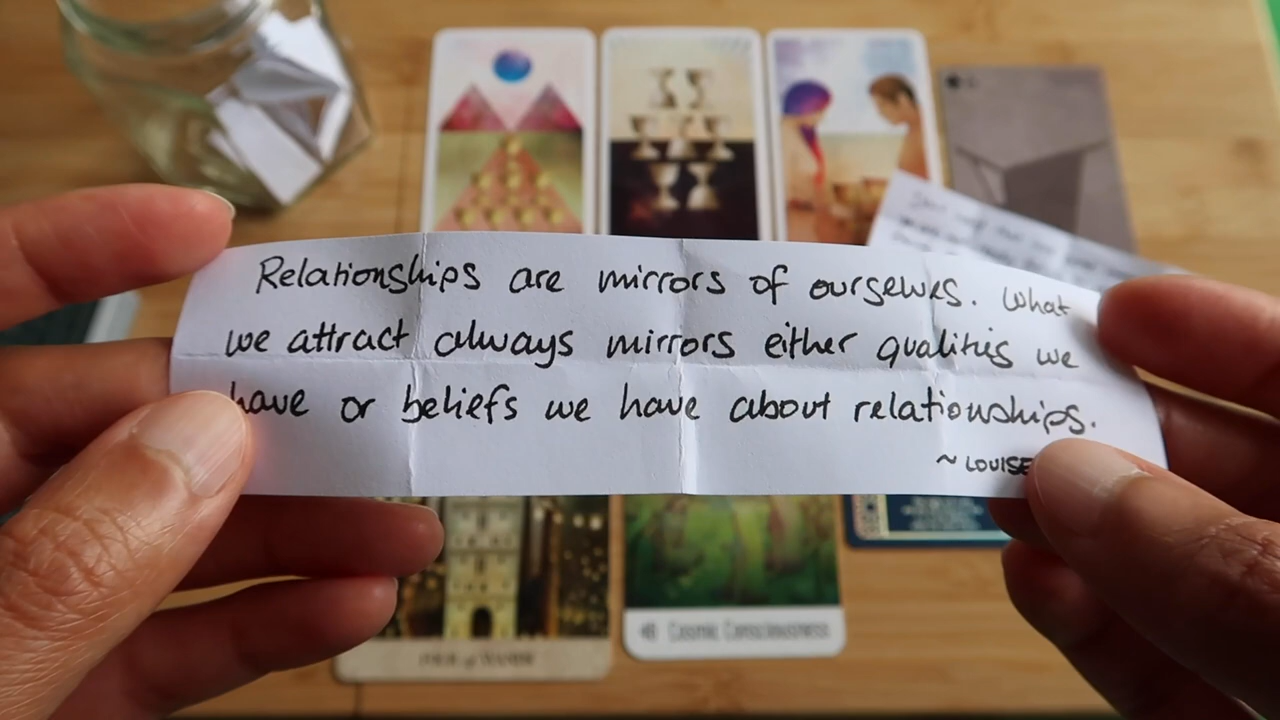 Relationships are mirrors of ourselves. What
we attract always mirrors either qualities we
have or beliefs we have about relationships.
~ LOUISE
Cosmic Consciousness